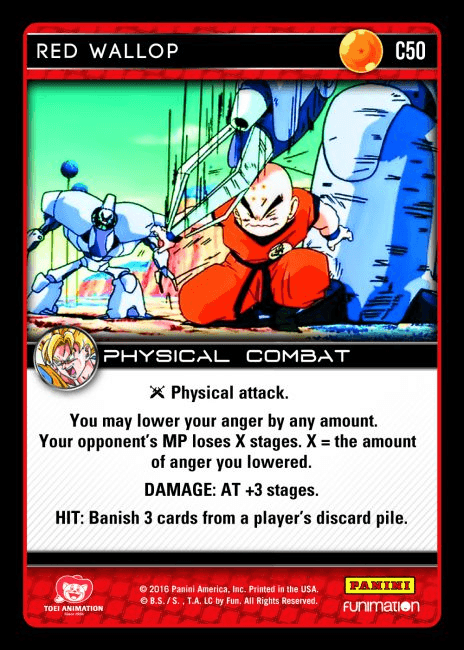 RED WALLOP
C50
PHYSICAL COMBAT
Physical attack.
You may lower your anger by any amount.
Your opponent's MP loses X stages. X = the amount
of anger you lowered.
DAMAGE: AT +3 stages.
HIT: Banish 3 cards from a player's discard pile.
TOEI ANIMATION
© 2016 Panini America, Inc. Printed in the USA.
© B.S./ S. , T.A. LC by Fun. All Rights Reserved.
PANINI
FUNIMATION